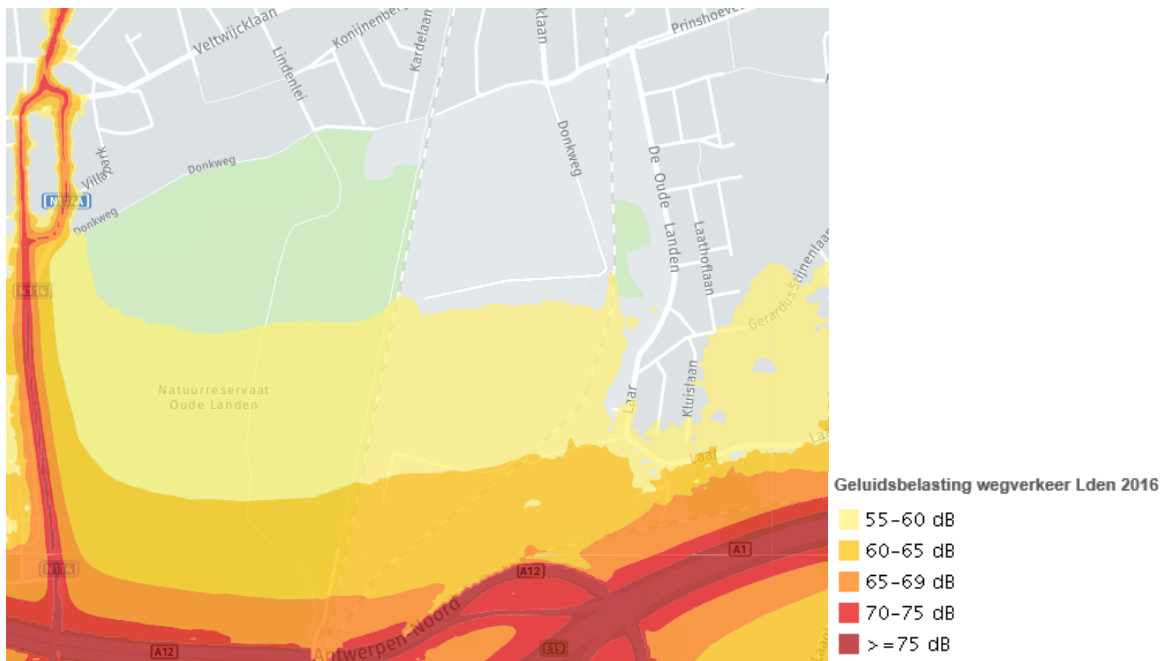 Veltwijcklaan
Konijnenberg
Kardelaan
klaan
Prinshoeve
Lindenlei
Donkweg
De Oude Landen
Villapark
Donkweg
Donkweg
Laathoflaan
N114
Gerardus Stijnenlaan
Natuurreservaat
Oude Landen
Laar
Kluislaan
Laar
Geluidsbelasting wegverkeer Lden 2016
55-60 dB
60-65 dB
65-69 dB
70-75 dB
>=75 dB
A1
N114
A12
Antwerpen-Noord
A12
E19